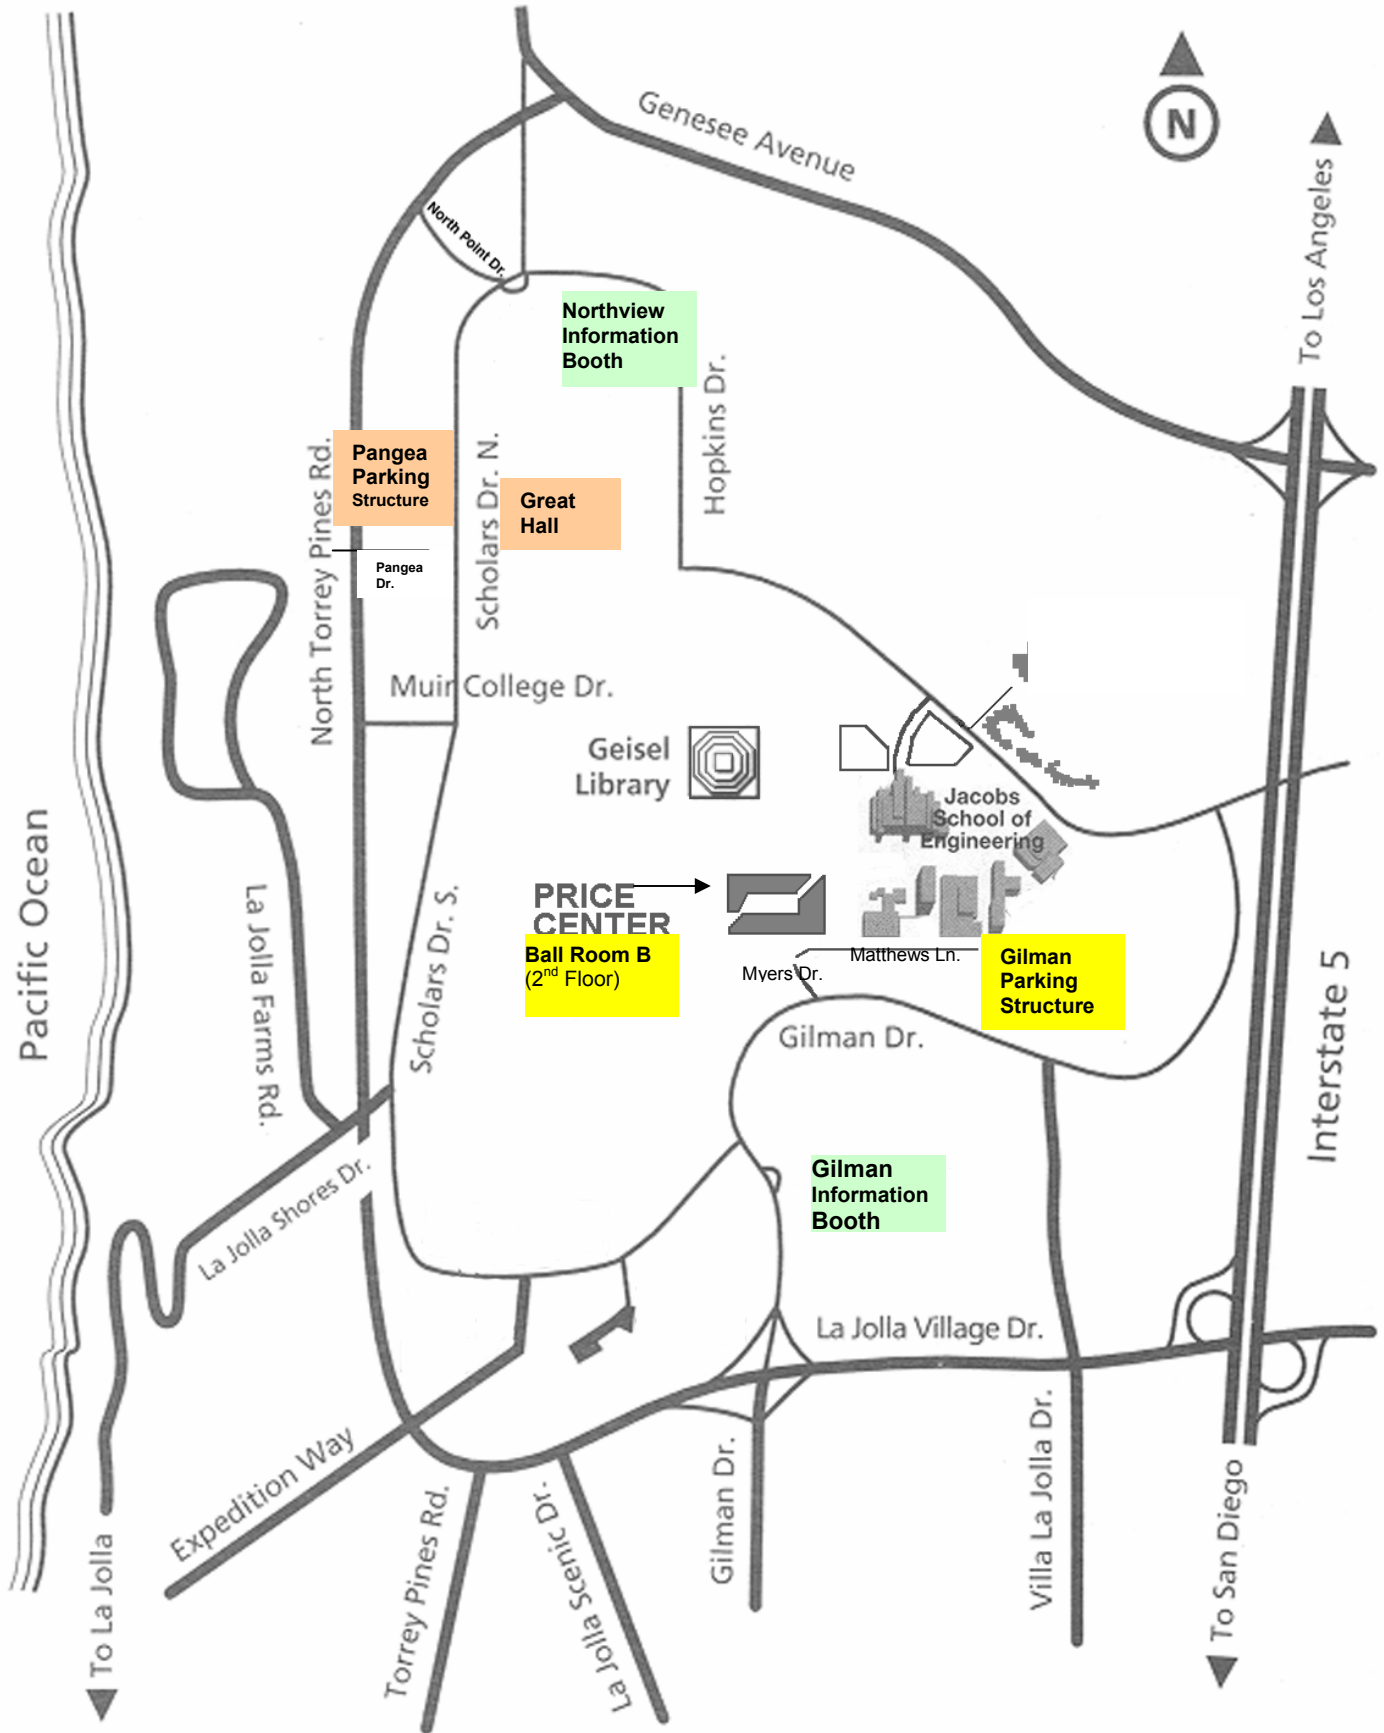 Genesee Avenue
N
To Los Angeles
North Point Dr.
Northview
Information
Booth
Hopkins Dr.
North Torrey Pines Rd.
Pangea
Parking
Structure
Scholars Dr. N.
Great
Hall
Pangea
Dr.
Muir College Dr.
Geisel
Library
Jacobs
School of
Engineering
Pacific Ocean
La Jolla Farms Rd.
Scholars Dr. S.
PRICE
CENTER
Ball Room B
(2nd Floor)
Matthews Ln.
Myers Dr.
Gilman
Parking
Structure
Gilman Dr.
Interstate 5
La Jolla Shores Dr.
Gilman
Information
Booth
La Jolla Village Dr.
Expedition Way
Torrey Pines Rd.
La Jolla Scenic Dr.
Gilman Dr.
Villa La Jolla Dr.
To La Jolla
To San Diego